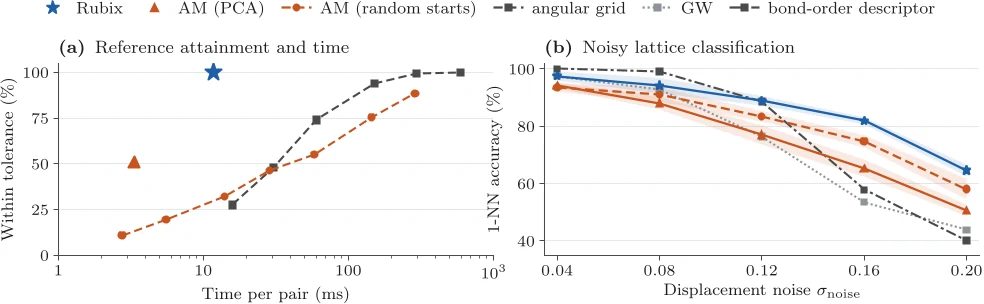 Rubix AM (PCA) AM (random starts) angular grid GW bond-order descriptor
(a) Reference attainment and time
Within tolerance (%)
100
75
50
25
0
1 10 100 10³
Time per pair (ms)
(b) Noisy lattice classification
1-NN accuracy (%)
100
80
60
40
0.04 0.08 0.12 0.16 0.20
Displacement noise σnoise